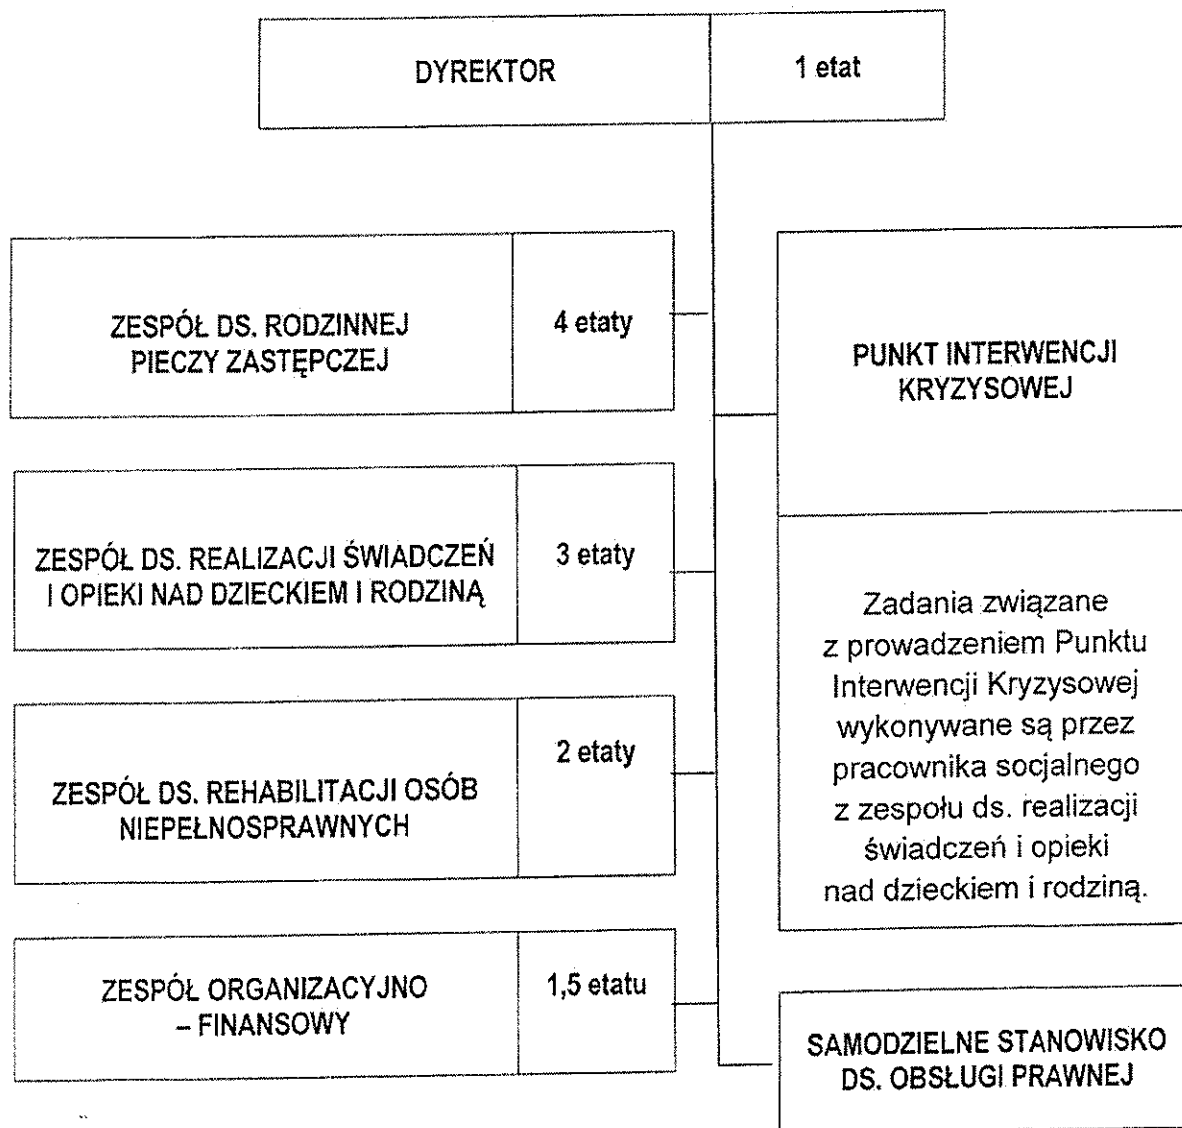 DYREKTOR
1 etat
ZESPÓŁ DS. RODZINNEJ
PIECZY ZASTĘPCZEJ
4 etaty
ZESPÓŁ DS. REALIZACJI ŚWIADCZEŃ
I OPIEKI NAD DZIECKIEM I RODZINĄ
3 etaty
ZESPÓŁ DS. REHABILITACJI OSÓB
NIEPEŁNOSPRAWNYCH
2 etaty
ZESPÓŁ ORGANIZACYJNO
– FINANSOWY
1,5 etatu
PUNKT INTERWENCJI
KRYZYSOWEJ
Zadania związane
z prowadzeniem Punktu
Interwencji Kryzysowej
wykonywane są przez
pracownika socjalnego
z zespołu ds. realizacji
świadczeń i opieki
nad dzieckiem i rodziną.
SAMODZIELNE STANOWISKO
DS. OBSŁUGI PRAWNEJ